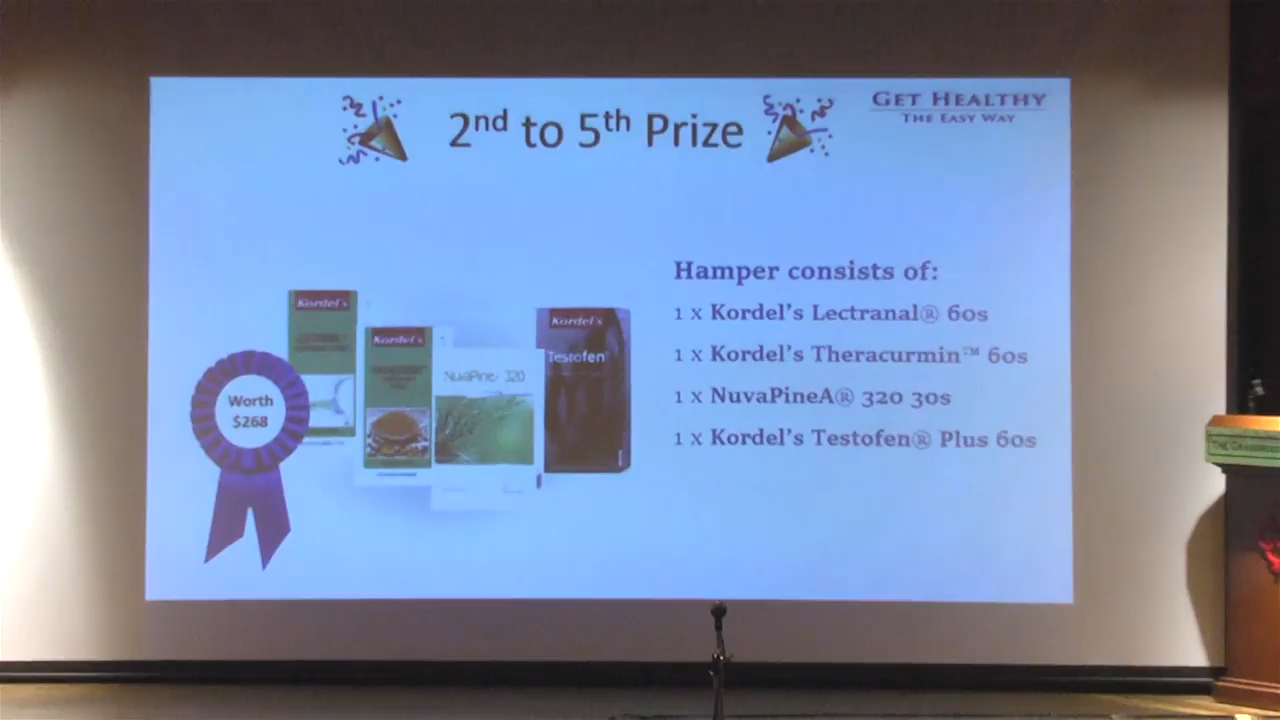 2nd to 5th Prize
GET HEALTHY
THE EASY WAY
Hamper consists of:
1 x Kordel's Lectranal® 60s
1 x Kordel's Theracurmin™ 60s
1 x NuvaPineA® 320 30s
1 x Kordel's Testofen® Plus 60s
Kordel's
Kordel's
NuvaPine 320
Kordel's
Testofen
Worth
$268